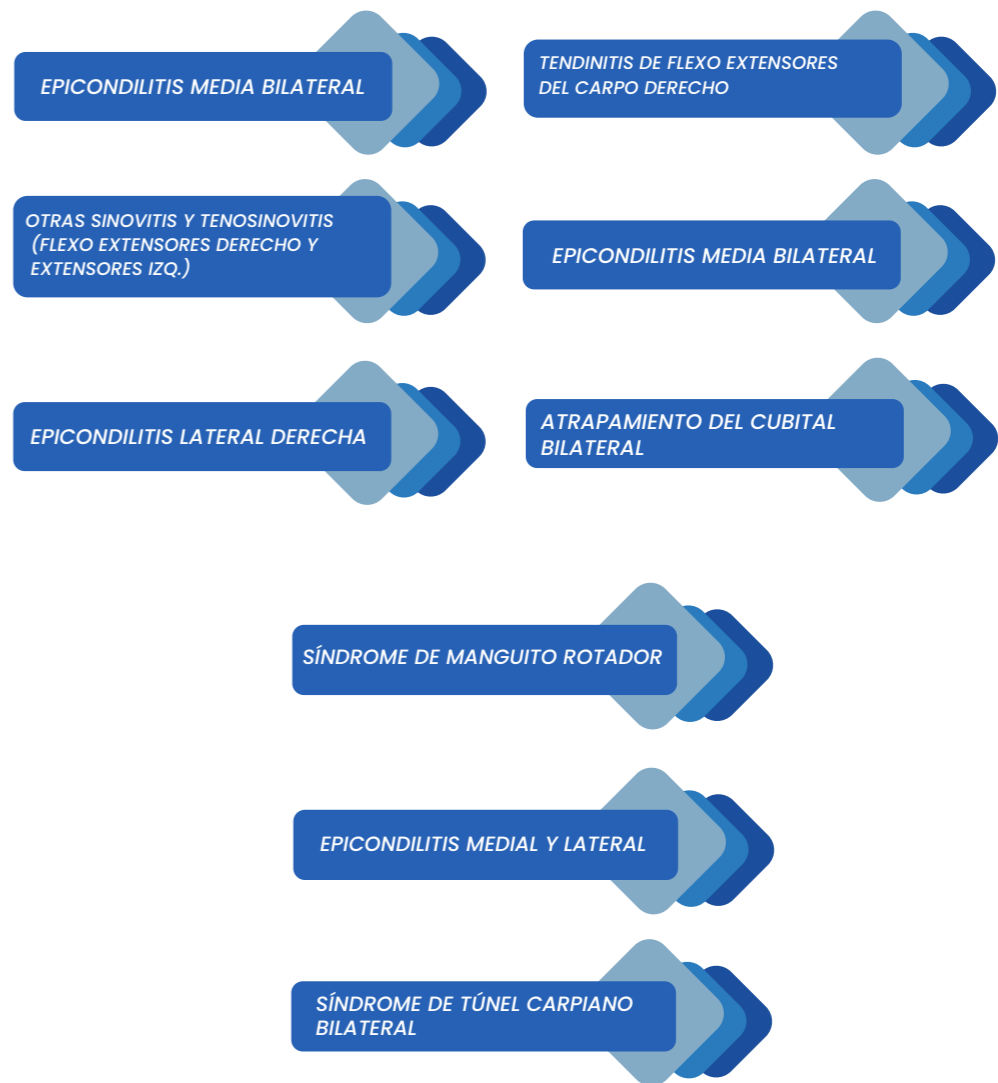 EPICONDILITIS MEDIA BILATERAL
TENDINITIS DE FLEXO EXTENSORES
DEL CARPO DERECHO
OTRAS SINOVITIS Y TENOSINOVITIS
(FLEXO EXTENSORES DERECHO Y
EXTENSORES IZQ.)
EPICONDILITIS MEDIA BILATERAL
EPICONDILITIS LATERAL DERECHA
ATRAPAMIENTO DEL CUBITAL
BILATERAL
SÍNDROME DE MANGUITO ROTADOR
EPICONDILITIS MEDIAL Y LATERAL
SÍNDROME DE TÚNEL CARPIANO
BILATERAL